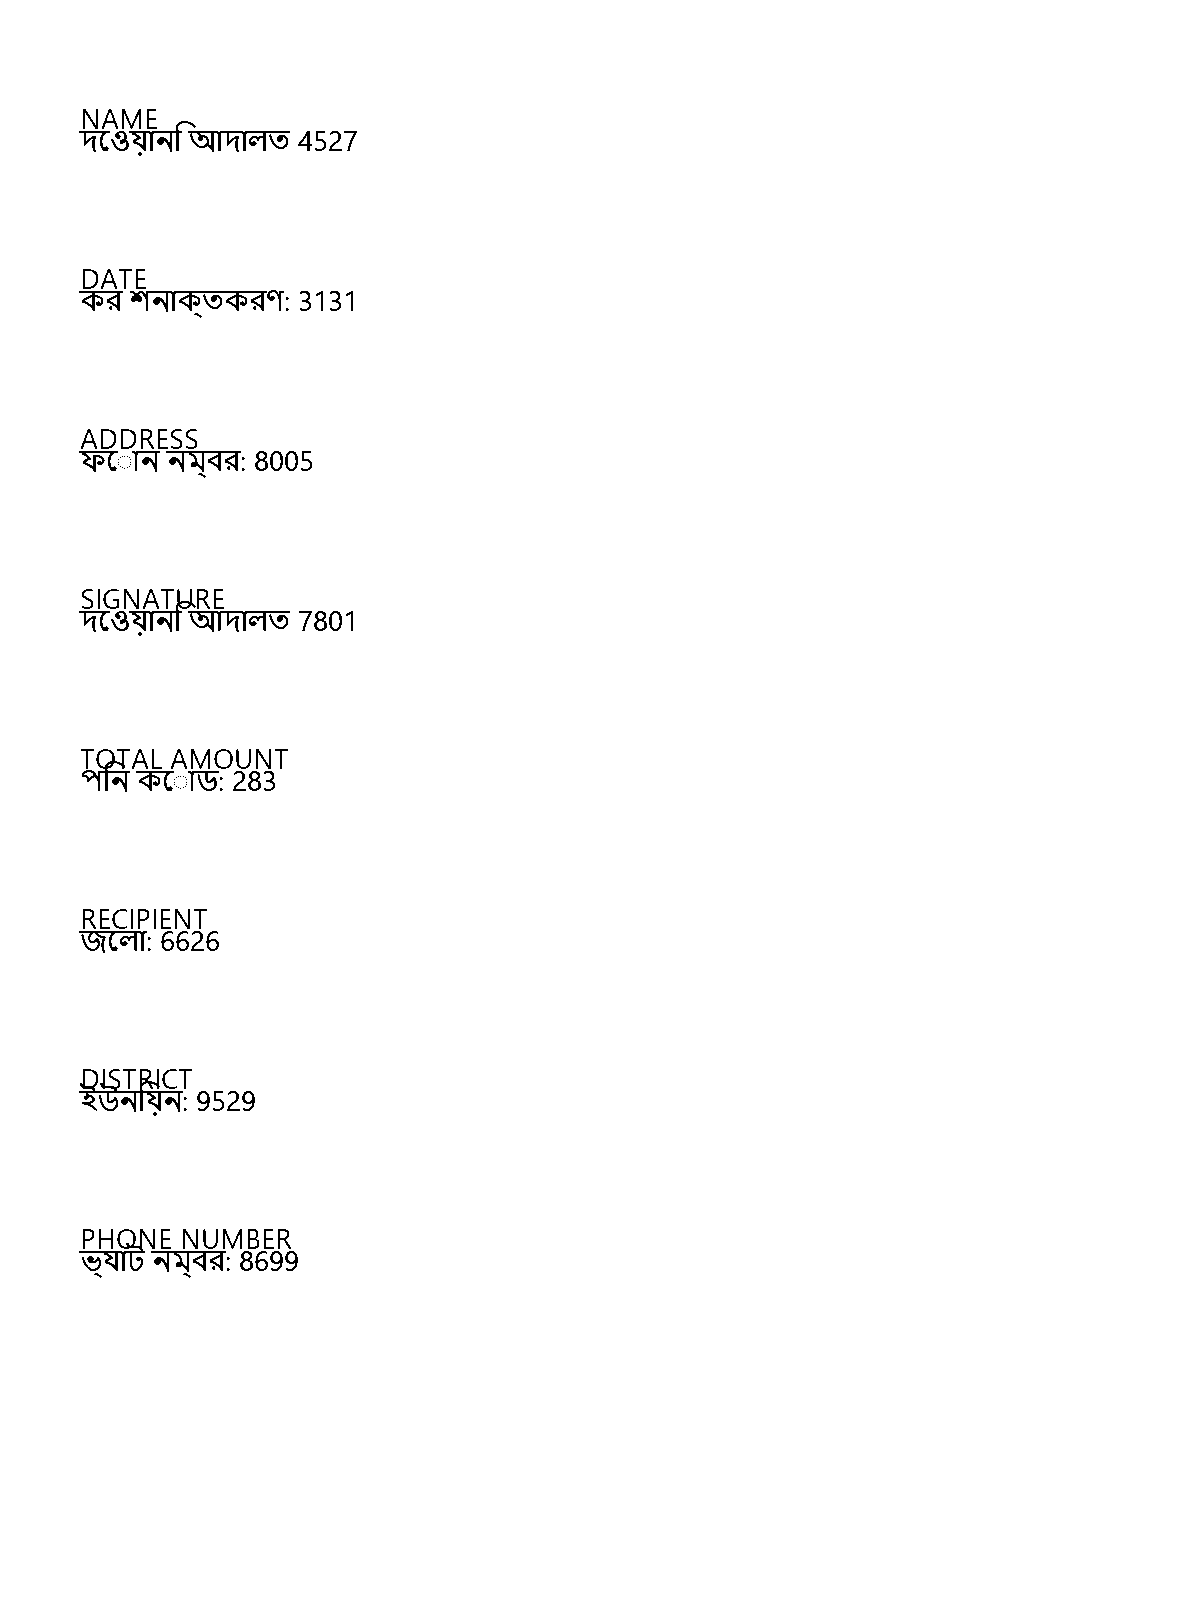 NAME
দেওয়ানি আদালত 4527
DATE
কর শনাক্তকরণ: 3131
ADDRESS
ফোন নম্বর: 8005
SIGNATURE
দেওয়ানি আদালত 7801
TOTAL AMOUNT
পিন কোড: 283
RECIPIENT
জেলা: 6626
DISTRICT
ইউনিয়ন: 9529
PHONE NUMBER
ভ্যাট নম্বর: 8699